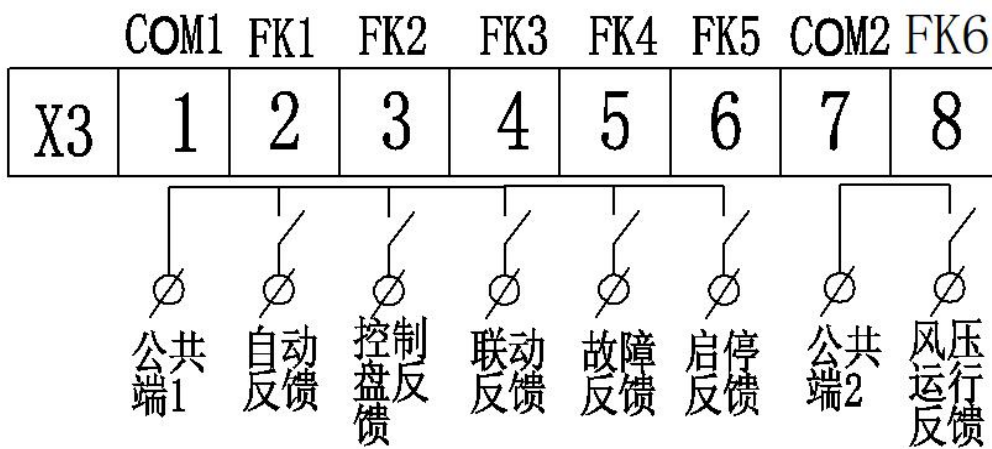 COM1 FK1 FK2 FK3 FK4 FK5 COM2 FK6
X3 1 2 3 4 5 6 7 8
公共
端1
自动
反馈
控制
盘反
馈
联动
反馈
故障
反馈
启停
反馈
公共
端2
风压
运行
反馈